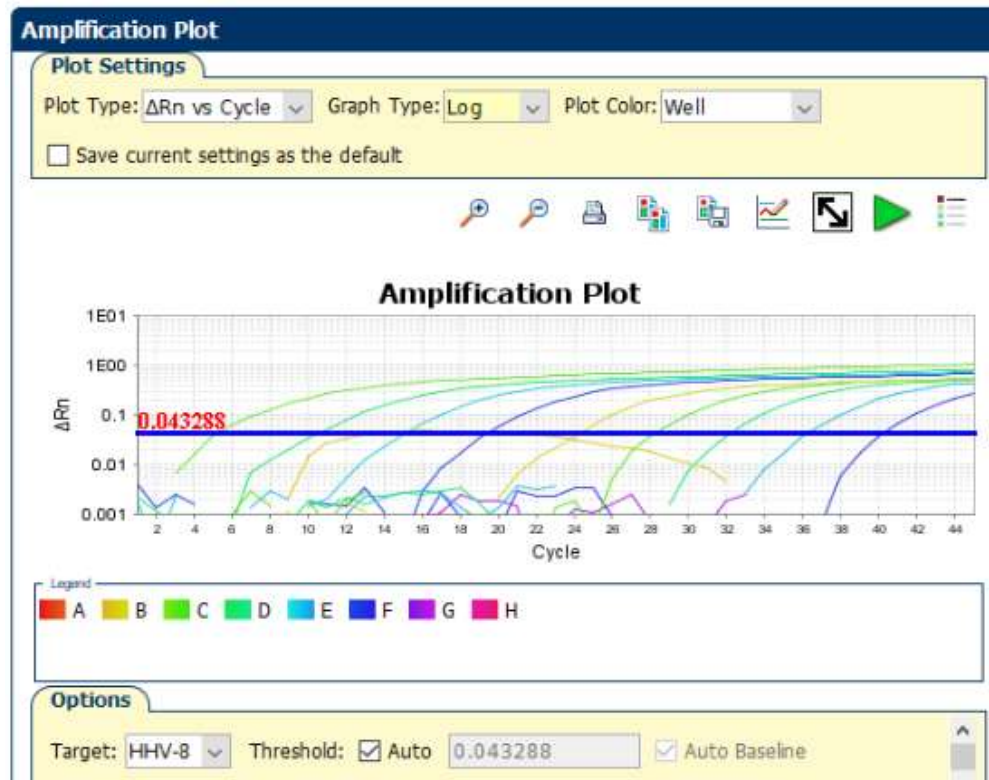 Amplification Plot
Plot Settings
Plot Type: ΔRn vs Cycle Graph Type: Log Plot Color: Well
Save current settings as the default
Amplification Plot
1E01
1E00
0.1
0.01
0.001
ΔRn
0.043288
2 4 6 8 10 12 14 16 18 20 22 24 26 28 30 32 34 36 38 40 42 44
Cycle
Legend
A B C D E F G H
Options
Target: HHV-8 Threshold: Auto 0.043288 Auto Baseline